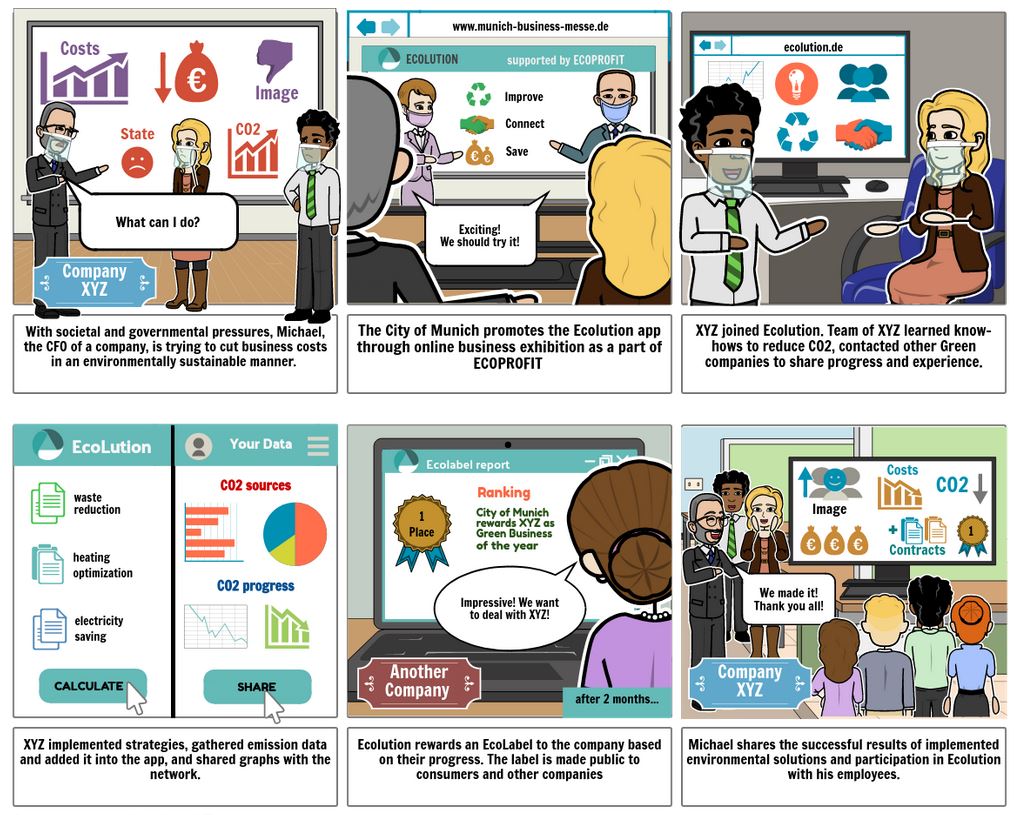 Costs
€
Image
State
CO2
What can I do?
Company
XYZ
With societal and governmental pressures, Michael,
the CFO of a company, is trying to cut business costs
in an environmentally sustainable manner.
www.munich-business-messe.de
ECOLUTION supported by ECOPROFIT
Improve
Connect
Save
€ €
Exciting!
We should try it!
The City of Munich promotes the Ecolution app
through online business exhibition as a part of
ECOPROFIT
ecolution.de
XYZ joined Ecolution. Team of XYZ learned know-
hows to reduce CO2, contacted other Green
companies to share progress and experience.
EcoLution
waste
reduction
heating
optimization
electricity
saving
CALCULATE
Your Data
CO2 sources
CO2 progress
SHARE
XYZ implemented strategies, gathered emission data
and added it into the app, and shared graphs with the
network.
Ecolabel report
Ranking
1
Place
City of Munich
rewards XYZ as
Green Business
of the year
Impressive! We want
to deal with XYZ!
Another
Company
after 2 months...
Ecolution rewards an EcoLabel to the company based
on their progress. The label is made public to
consumers and other companies
Image
Costs
CO2
€ € €
+
Contracts
1
We made it!
Thank you all!
Company
XYZ
Michael shares the successful results of implemented
environmental solutions and participation in Ecolution
with his employees.